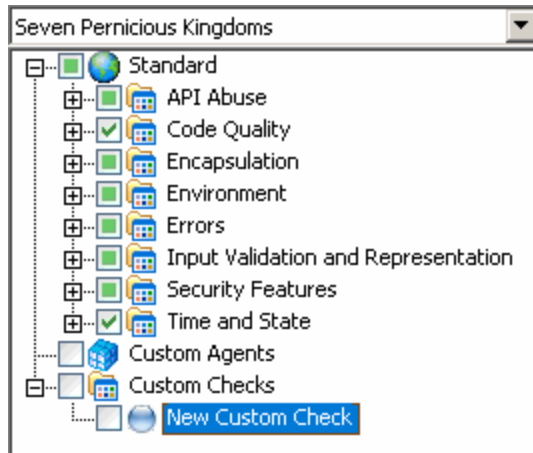 Seven Pernicious Kingdoms
Standard
API Abuse
Code Quality
Encapsulation
Environment
Errors
Input Validation and Representation
Security Features
Time and State
Custom Agents
Custom Checks
New Custom Check